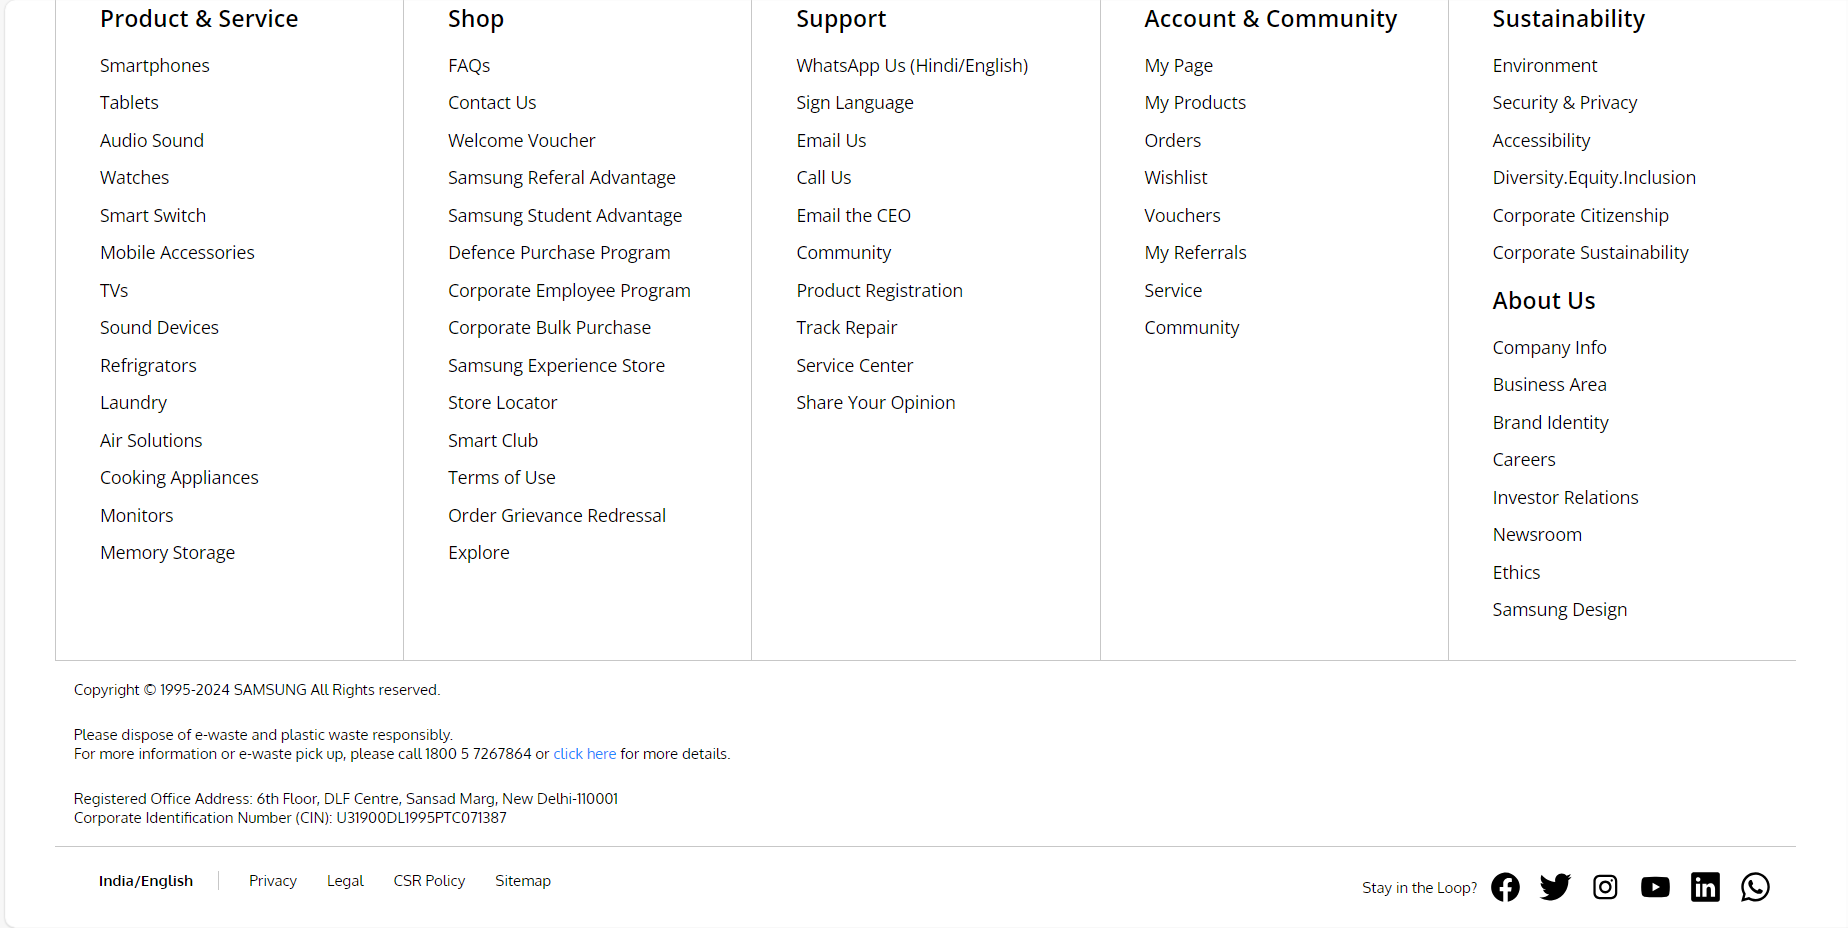 Product & Service
Smartphones
Tablets
Audio Sound
Watches
Smart Switch
Mobile Accessories
TVs
Sound Devices
Refrigrators
Laundry
Air Solutions
Cooking Appliances
Monitors
Memory Storage
Shop
FAQs
Contact Us
Welcome Voucher
Samsung Referal Advantage
Samsung Student Advantage
Defence Purchase Program
Corporate Employee Program
Corporate Bulk Purchase
Samsung Experience Store
Store Locator
Smart Club
Terms of Use
Order Grievance Redressal
Explore
Support
WhatsApp Us (Hindi/English)
Sign Language
Email Us
Call Us
Email the CEO
Community
Product Registration
Track Repair
Service Center
Share Your Opinion
Account & Community
My Page
My Products
Orders
Wishlist
Vouchers
My Referrals
Service
Community
Sustainability
Environment
Security & Privacy
Accessibility
Diversity.Equity.Inclusion
Corporate Citizenship
Corporate Sustainability
About Us
Company Info
Business Area
Brand Identity
Careers
Investor Relations
Newsroom
Ethics
Samsung Design
Copyright © 1995-2024 SAMSUNG All Rights reserved.
Please dispose of e-waste and plastic waste responsibly.
For more information or e-waste pick up, please call 1800 5 7267864 or click here for more details.
Registered Office Address: 6th Floor, DLF Centre, Sansad Marg, New Delhi-110001
Corporate Identification Number (CIN): U31900DL1995PTC071387
India/English Privacy Legal CSR Policy Sitemap
Stay in the Loop?